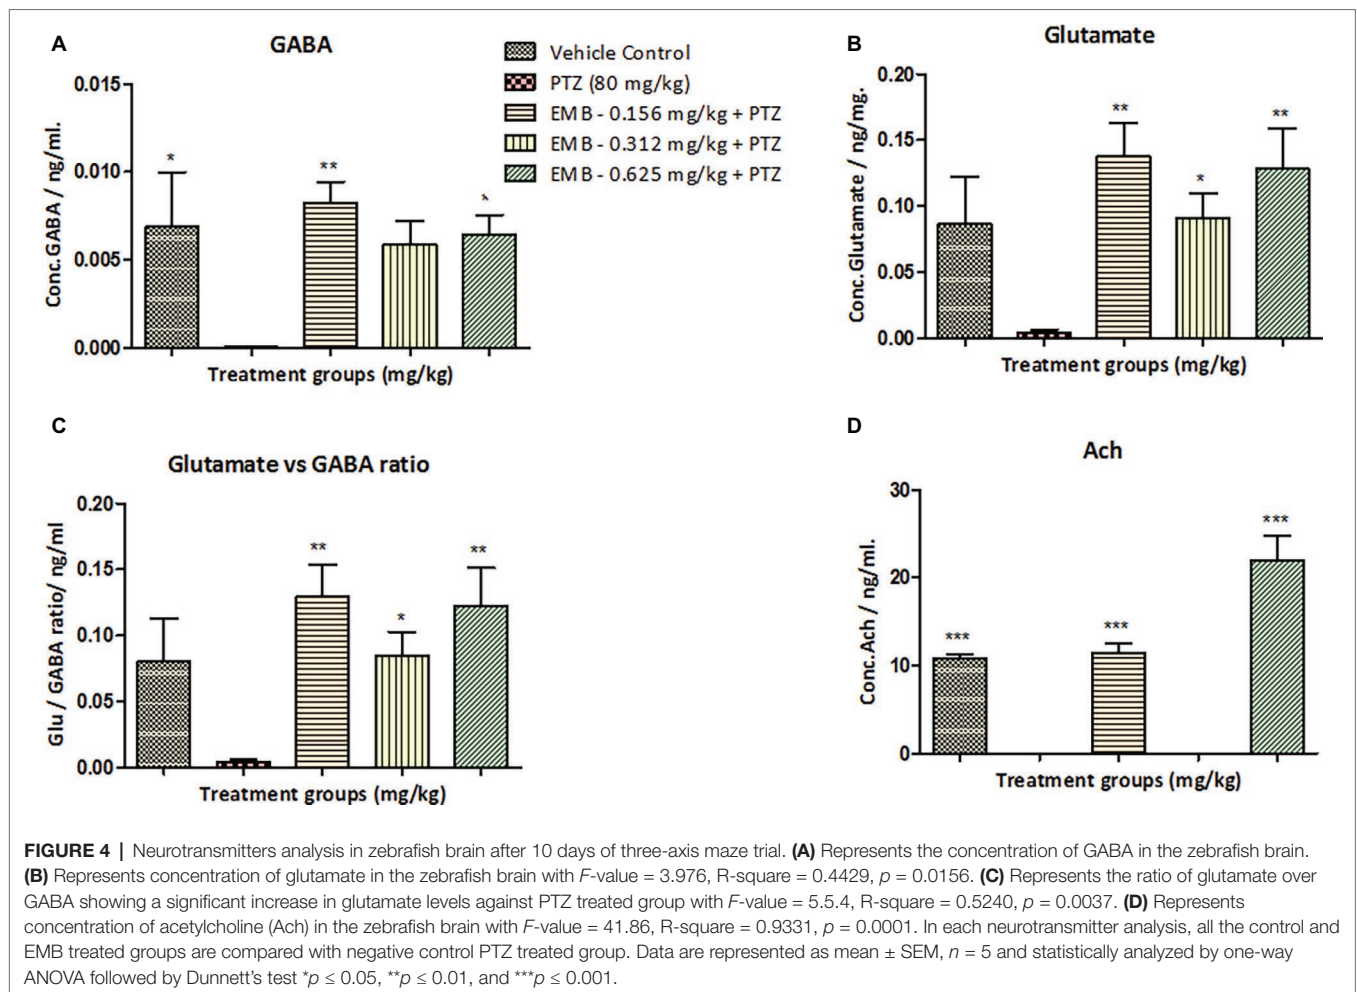 A
GABA
Conc.GABA / ng/ml.
0.015
0.010
0.005
0.000
*
**
*
Treatment groups (mg/kg)
Vehicle Control
PTZ (80 mg/kg)
EMB - 0.156 mg/kg + PTZ
EMB - 0.312 mg/kg + PTZ
EMB - 0.625 mg/kg + PTZ
B
Glutamate
Conc.Glutamate / ng/mg.
0.20
0.15
0.10
0.05
0.00
**
*
**
Treatment groups (mg/kg)
C
Glutamate vs GABA ratio
Glu / GABA ratio/ ng/ml
0.20
0.15
0.10
0.05
0.00
**
*
**
Treatment groups (mg/kg)
D
Ach
Conc.Ach / ng/ml.
30
20
10
0
***
***
***
Treatment groups (mg/kg)
FIGURE 4 | Neurotransmitters analysis in zebrafish brain after 10 days of three-axis maze trial. (A) Represents the concentration of GABA in the zebrafish brain.
(B) Represents concentration of glutamate in the zebrafish brain with F-value = 3.976, R-square = 0.4429, p = 0.0156. (C) Represents the ratio of glutamate over
GABA showing a significant increase in glutamate levels against PTZ treated group with F-value = 5.5.4, R-square = 0.5240, p = 0.0037. (D) Represents
concentration of acetylcholine (Ach) in the zebrafish brain with F-value = 41.86, R-square = 0.9331, p = 0.0001. In each neurotransmitter analysis, all the control and
EMB treated groups are compared with negative control PTZ treated group. Data are represented as mean ± SEM, n = 5 and statistically analyzed by one-way
ANOVA followed by Dunnett's test *p ≤ 0.05, **p ≤ 0.01, and ***p ≤ 0.001.